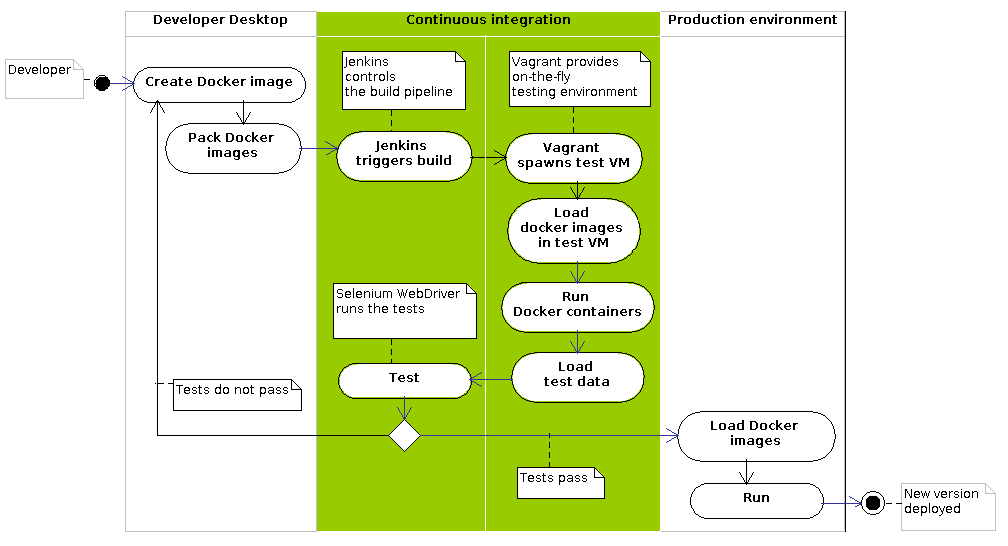 Developer Desktop
Continuous integration
Production environment
Developer
Create Docker image
Pack Docker
images
Jenkins
controls
the build pipeline
Jenkins
triggers build
Vagrant provides
on-the-fly
testing environment
Vagrant
spawns test VM
Load
docker images
in test VM
Run
Docker containers
Load
test data
Selenium WebDriver
runs the tests
Test
Tests do not pass
Tests pass
Load Docker
images
Run
New version
deployed